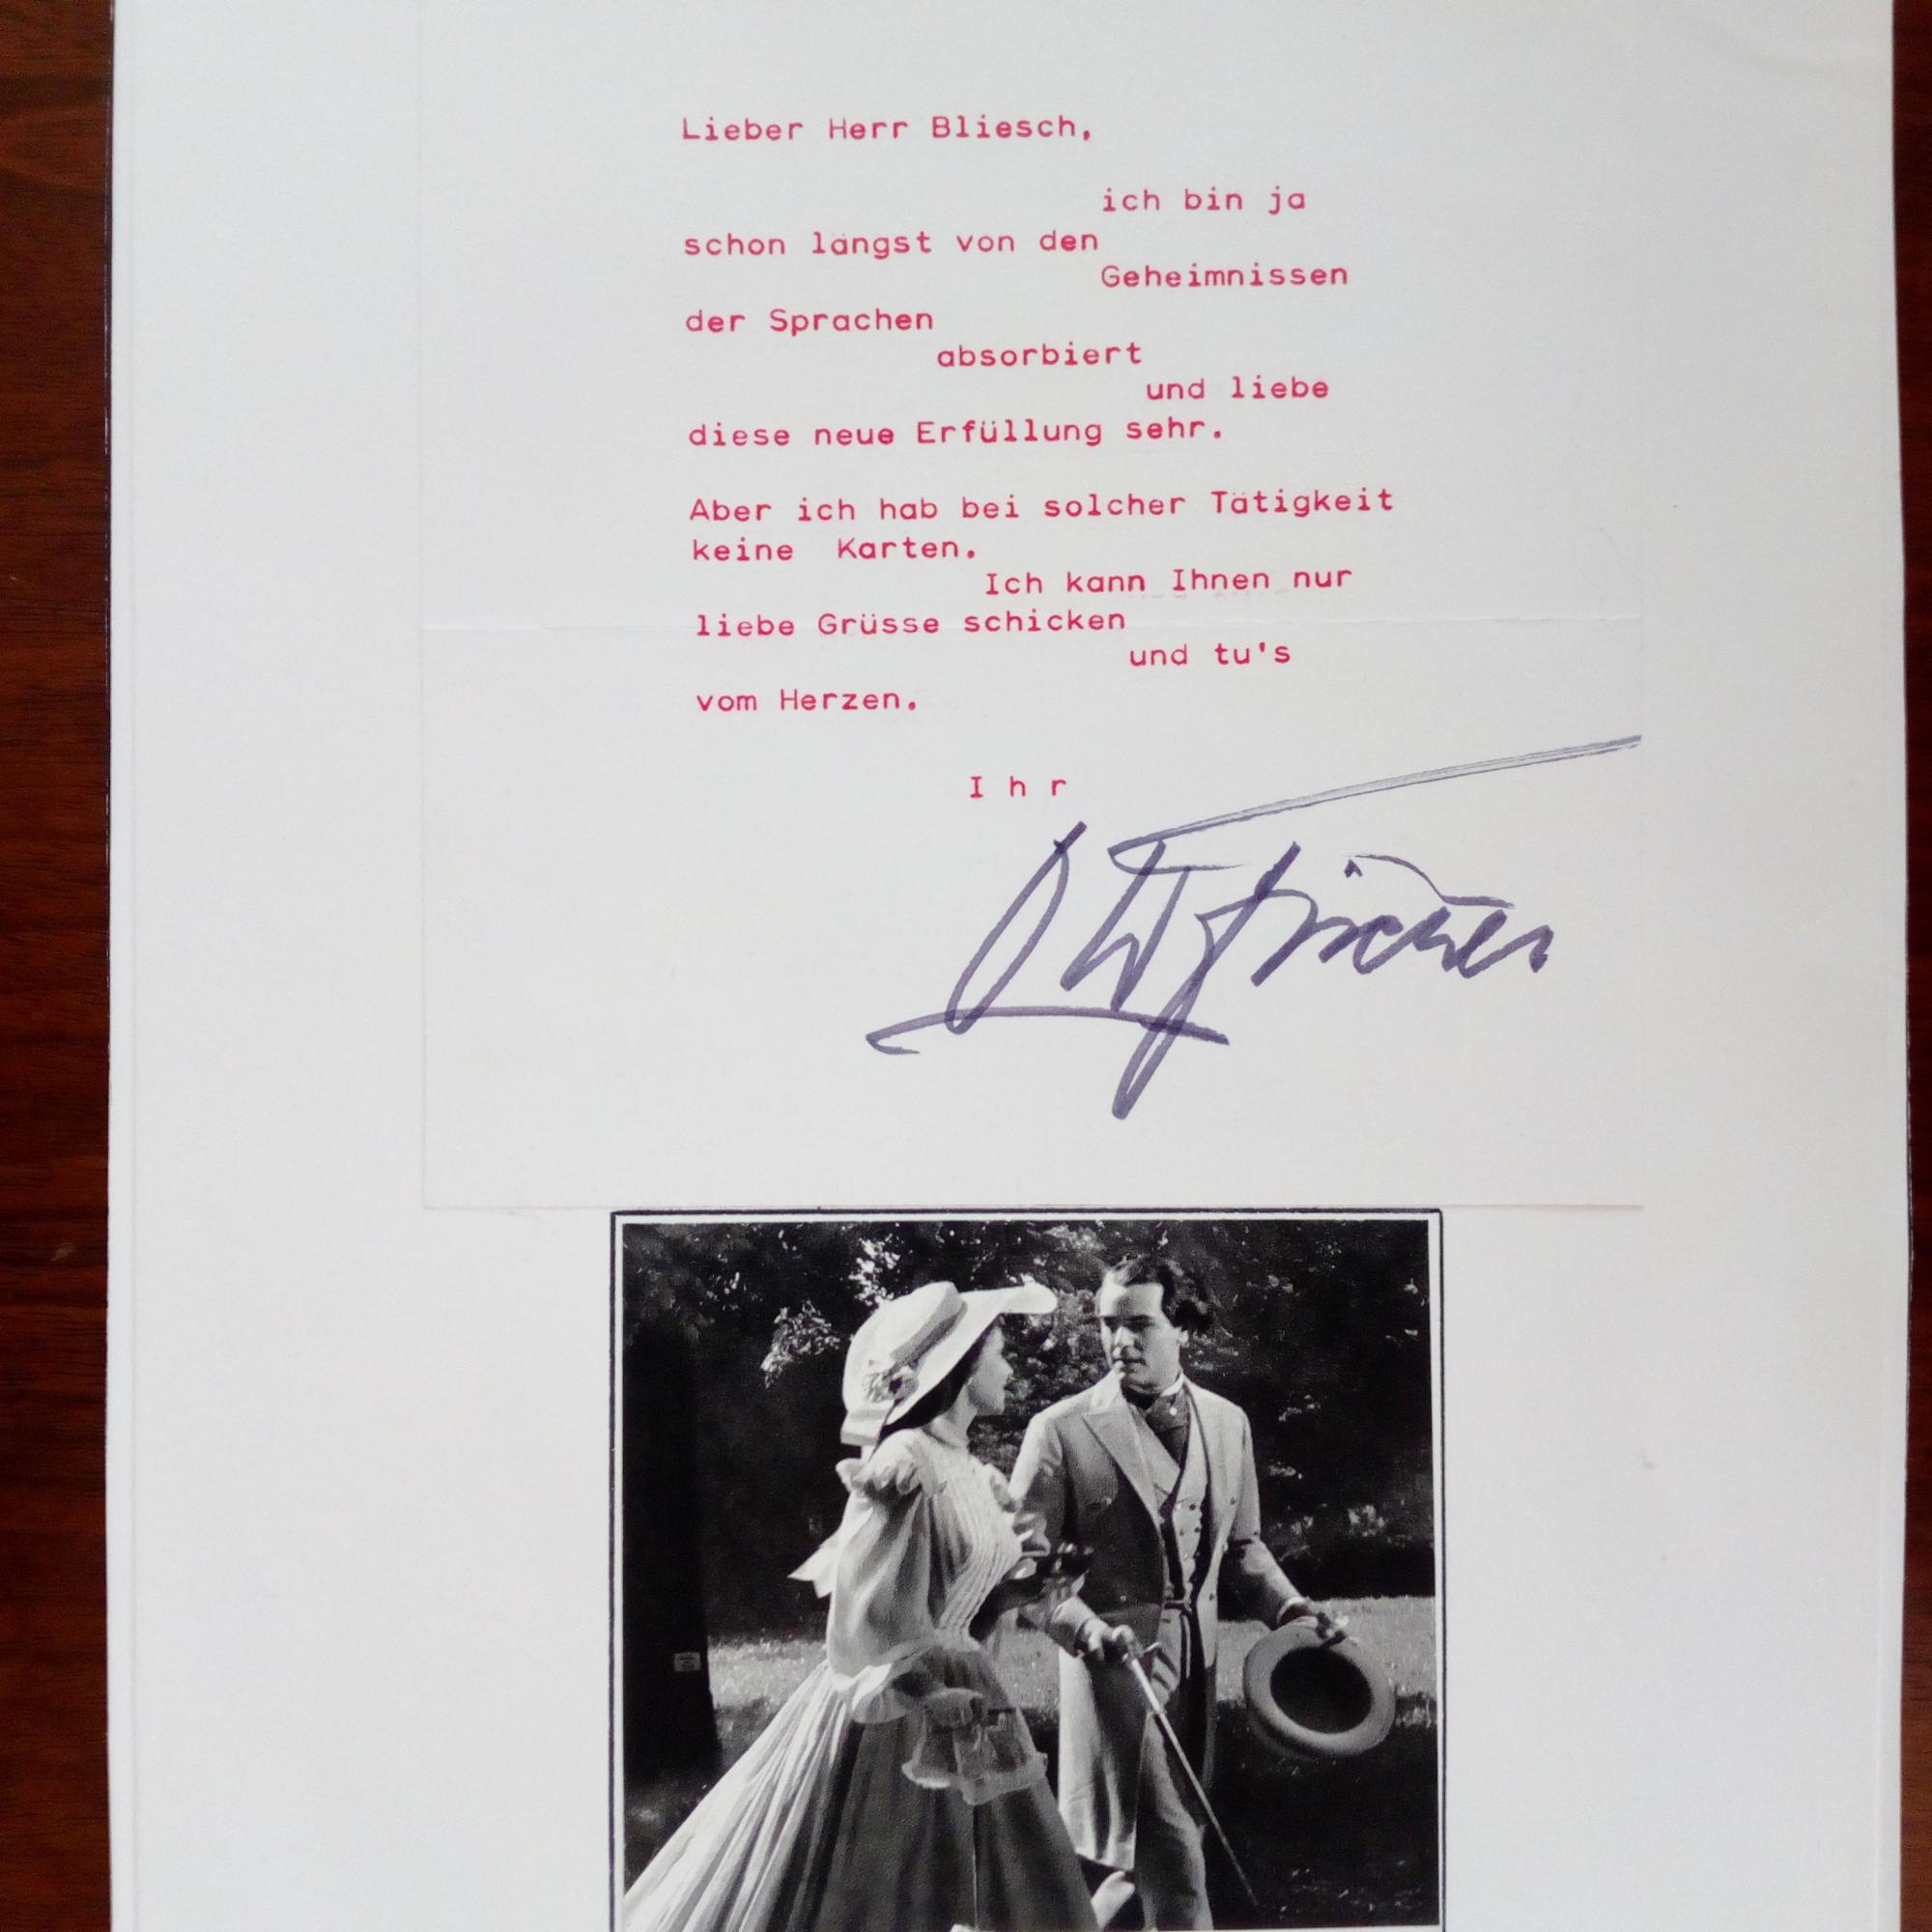 Lieber Herr Bliesch,
ich bin ja
schon längst von den
Geheimnissen
der Sprachen
absorbiert
und liebe
diese neue Erfüllung sehr.
Aber ich hab bei solcher Tätigkeit
keine Karten.
Ich kann Ihnen nur
liebe Grüsse schicken
und tu's
vom Herzen.
I h r
OWFischer